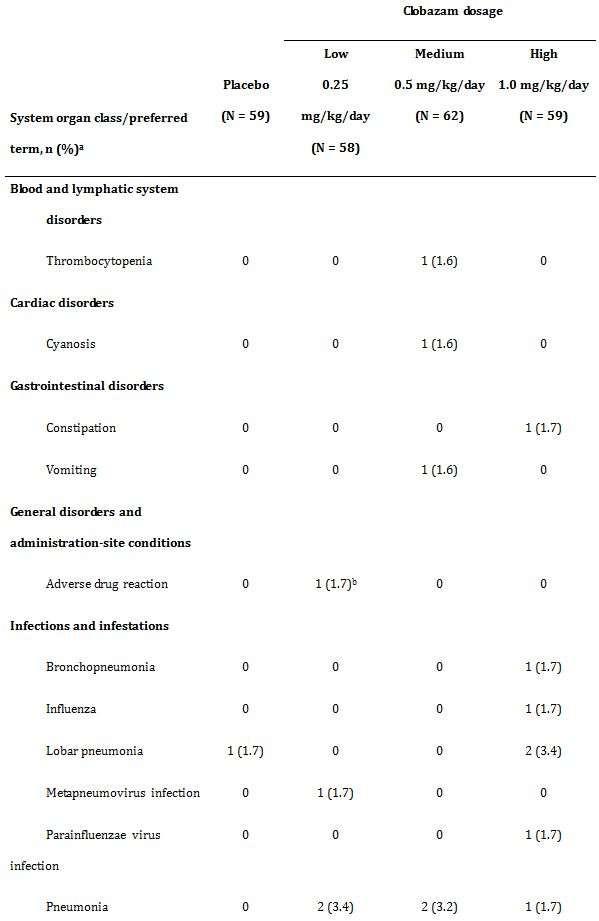 Clobazam dosage
Low Medium High
Placebo 0.25 0.5 mg/kg/day 1.0 mg/kg/day
System organ class/preferred (N = 59) mg/kg/day (N = 62) (N = 59)
term, n (%)ᵃ (N = 58)
Blood and lymphatic system
disorders
Thrombocytopenia 0 0 1 (1.6) 0
Cardiac disorders
Cyanosis 0 0 1 (1.6) 0
Gastrointestinal disorders
Constipation 0 0 0 1 (1.7)
Vomiting 0 0 1 (1.6) 0
General disorders and
administration-site conditions
Adverse drug reaction 0 1 (1.7)ᵇ 0 0
Infections and infestations
Bronchopneumonia 0 0 0 1 (1.7)
Influenza 0 0 0 1 (1.7)
Lobar pneumonia 1 (1.7) 0 0 2 (3.4)
Metapneumovirus infection 0 1 (1.7) 0 0
Parainfluenzae virus 0 0 0 1 (1.7)
infection
Pneumonia 0 2 (3.4) 2 (3.2) 1 (1.7)